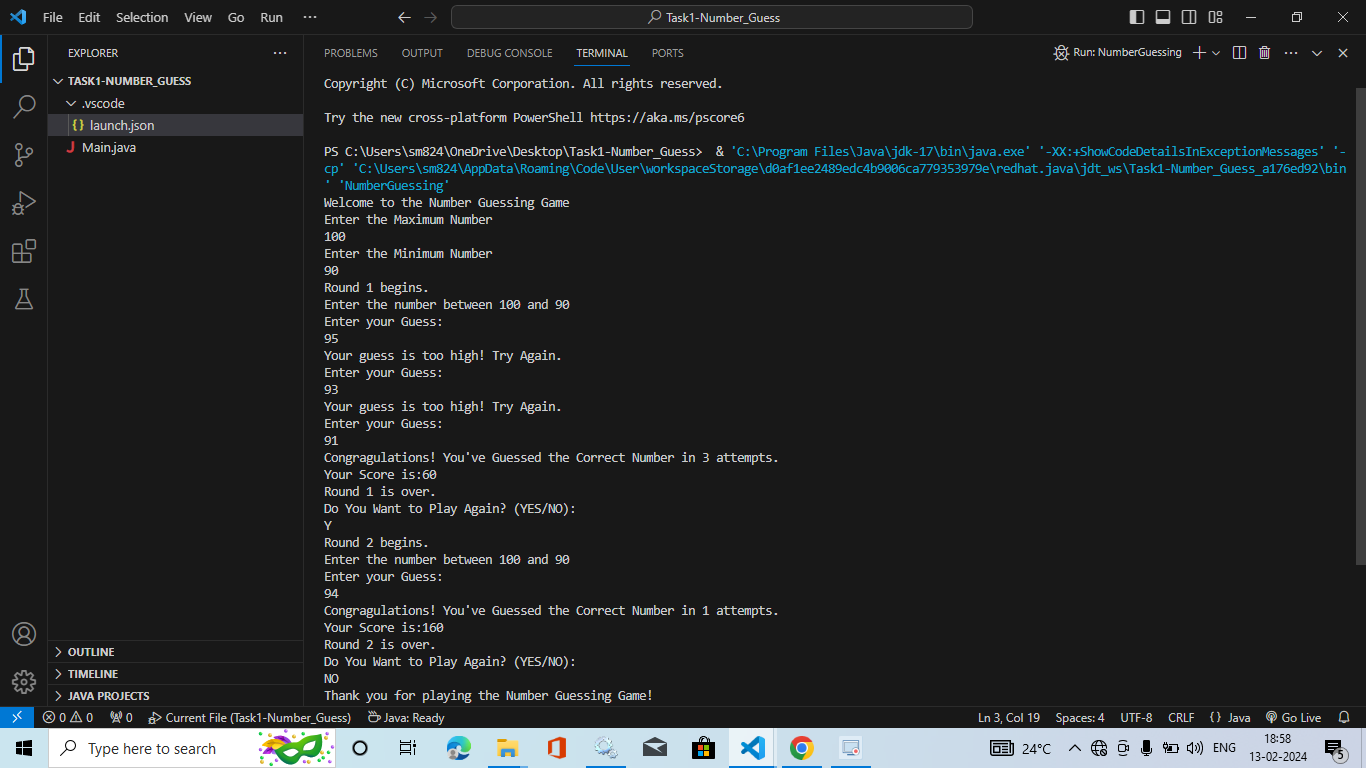 File Edit Selection View Go Run ··· Task1-Number_Guess
EXPLORER ···
TASK1-NUMBER_GUESS
.vscode
{} launch.json
J Main.java
OUTLINE
TIMELINE
JAVA PROJECTS
PROBLEMS OUTPUT DEBUG CONSOLE TERMINAL PORTS Run: NumberGuessing
Copyright (C) Microsoft Corporation. All rights reserved.
Try the new cross-platform PowerShell https://aka.ms/pscore6
PS C:\Users\sm824\OneDrive\Desktop\Task1-Number_Guess>  & 'C:\Program Files\Java\jdk-17\bin\java.exe' '-XX:+ShowCodeDetailsInExceptionMessages' '-
cp' 'C:\Users\sm824\AppData\Roaming\Code\User\workspaceStorage\d0af1ee2489edc4b9006ca779353979e\redhat.java\jdt_ws\Task1-Number_Guess_a176ed92\bin
' 'NumberGuessing'
Welcome to the Number Guessing Game
Enter the Maximum Number
100
Enter the Minimum Number
90
Round 1 begins.
Enter the number between 100 and 90
Enter your Guess:
95
Your guess is too high! Try Again.
Enter your Guess:
93
Your guess is too high! Try Again.
Enter your Guess:
91
Congragulations! You've Guessed the Correct Number in 3 attempts.
Your Score is:60
Round 1 is over.
Do You Want to Play Again? (YES/NO):
Y
Round 2 begins.
Enter the number between 100 and 90
Enter your Guess:
94
Congragulations! You've Guessed the Correct Number in 1 attempts.
Your Score is:160
Round 2 is over.
Do You Want to Play Again? (YES/NO):
NO
Thank you for playing the Number Guessing Game!
0 0 0 Current File (Task1-Number_Guess) Java: Ready Ln 3, Col 19 Spaces: 4 UTF-8 CRLF {} Java Go Live
Type here to search 24°C ENG 18:58
13-02-2024 5